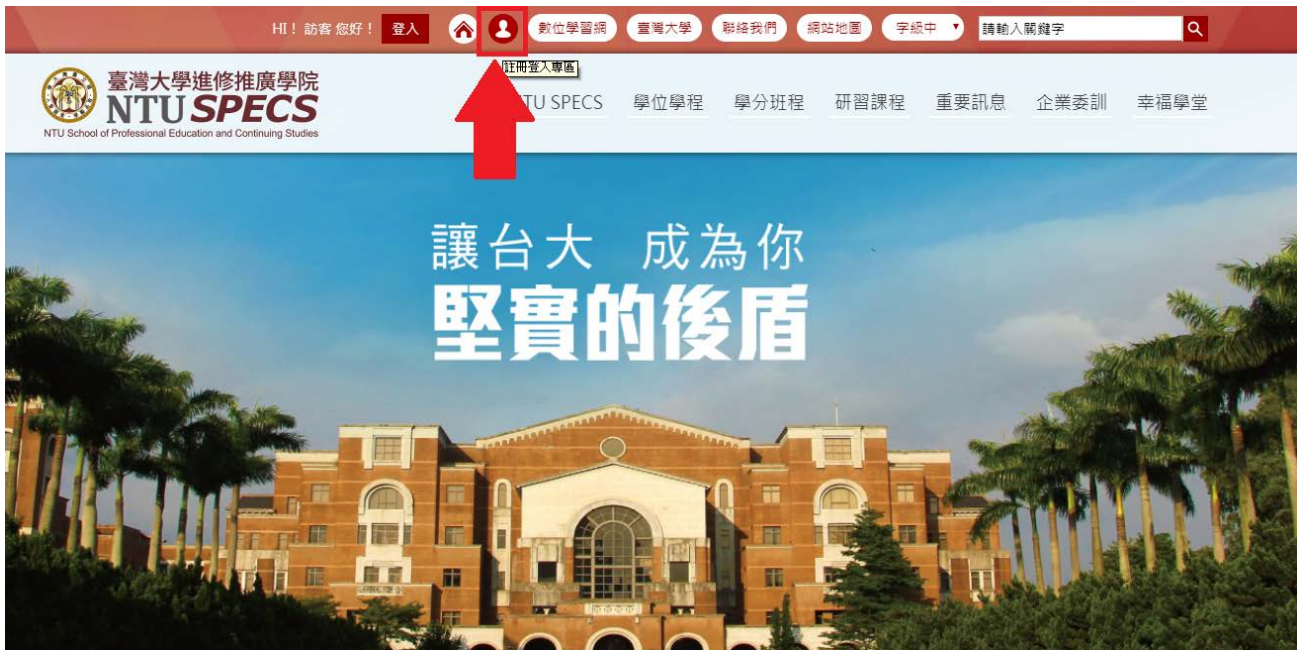 HI! 訪客 您好! 登入 數位學習網 臺灣大學 聯絡我們 網站地圖 字級中 請輸入關鍵字
註冊登入專區
臺灣大學進修推廣學院
NTU SPECS
NTU School of Professional Education and Continuing Studies
TU SPECS 學位學程 學分班程 研習課程 重要訊息 企業委訓 幸福學堂
讓台大 成為你
堅實的後盾